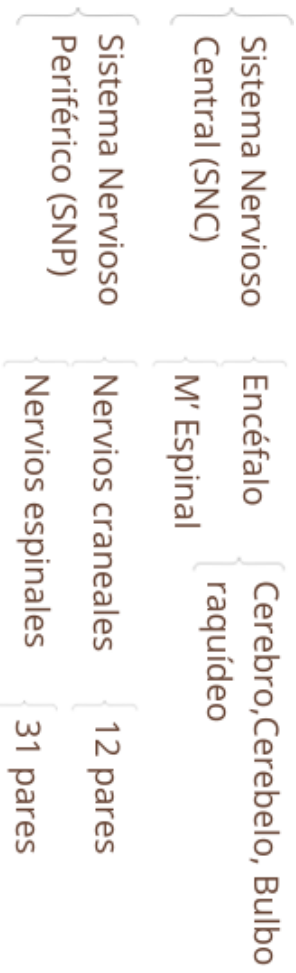 Sistema Nervioso
Central (SNC)
Encéfalo
Cerebro,Cerebelo, Bulbo
raquídeo
M’ Espinal
Sistema Nervioso
Periférico (SNP)
Nervios craneales
12 pares
Nervios espinales
31 pares